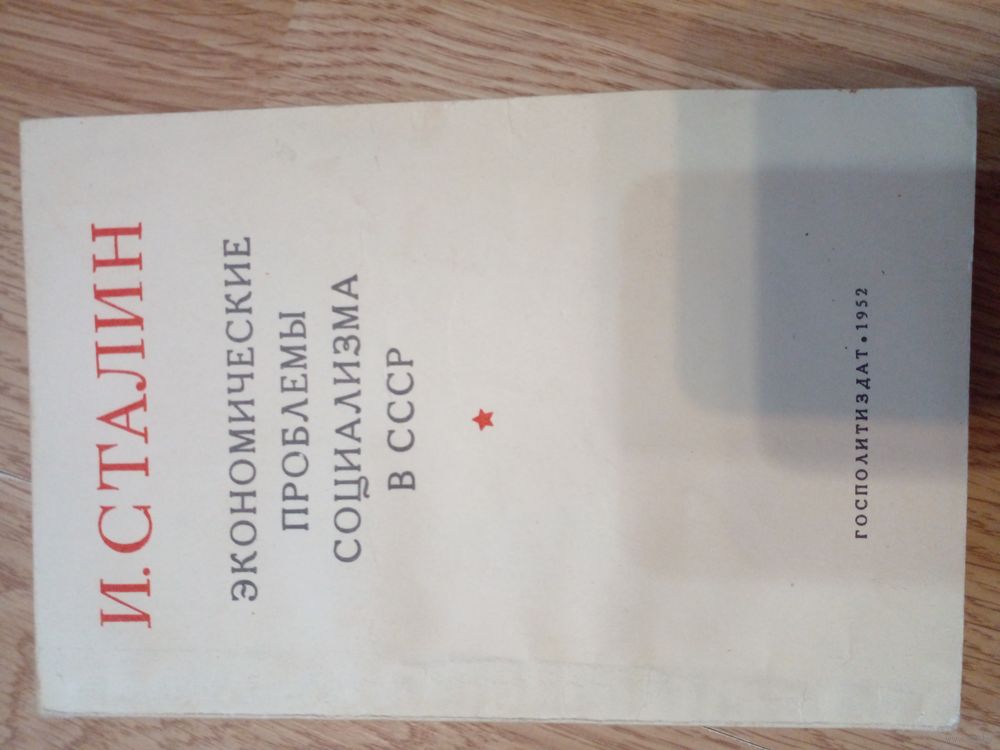 И. СТАЛИН
ЭКОНОМИЧЕСКИЕ
ПРОБЛЕМЫ
СОЦИАЛИЗМА
В СССР
ГОСПОЛИТИЗДАТ • 1952